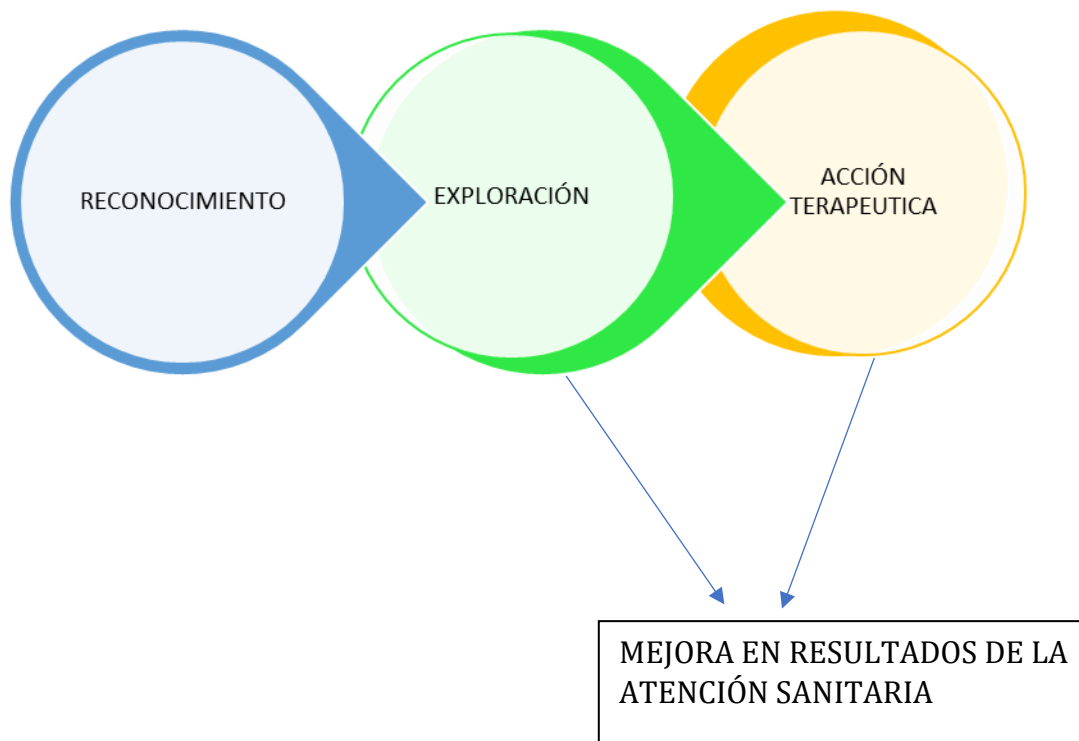 RECONOCIMIENTO
EXPLORACIÓN
ACCIÓN
TERAPEUTICA
MEJORA EN RESULTADOS DE LA
ATENCIÓN SANITARIA